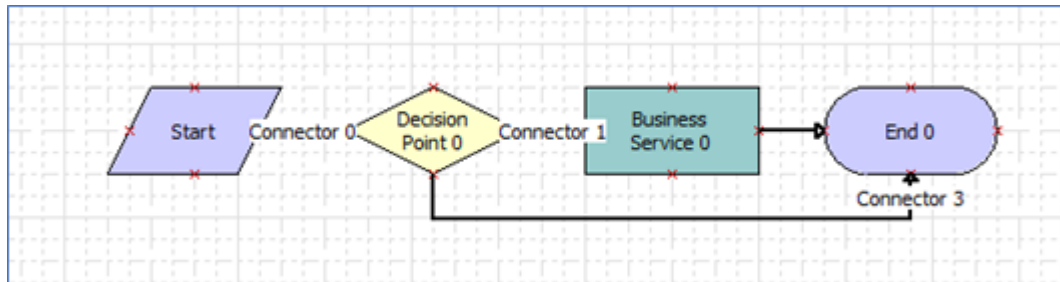 Start
Connector 0
Decision
Point 0
Connector 1
Business
Service 0
End 0
Connector 3